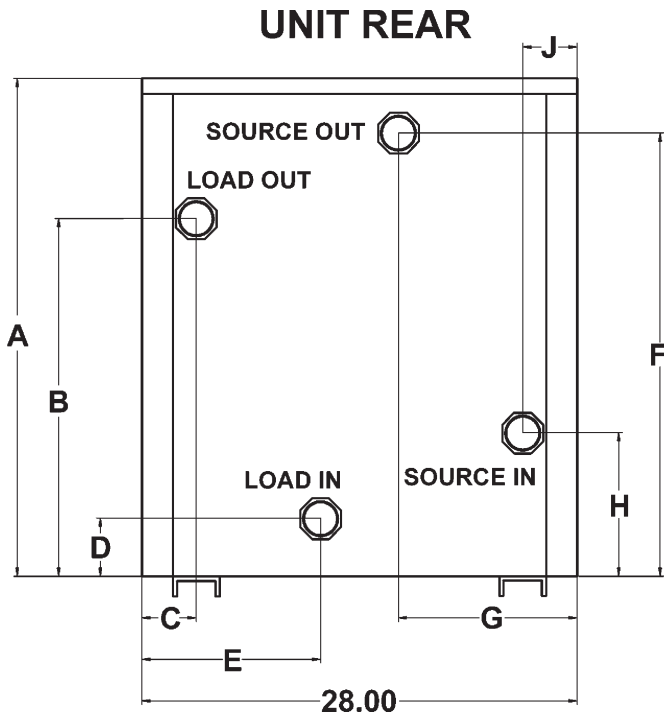 UNIT REAR
J
SOURCE OUT
LOAD OUT
A
F
B
LOAD IN
SOURCE IN
H
D
C
G
E
28.00